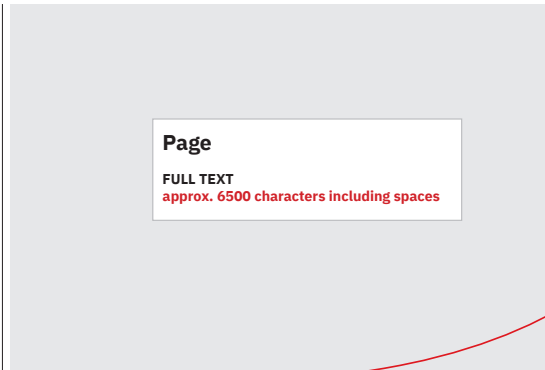 Page
FULL TEXT
approx. 6500 characters including spaces